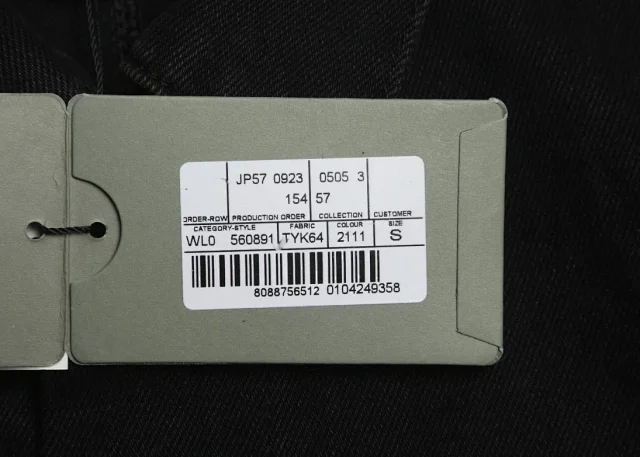 JP57 0923 0505 3
154 57
ORDER-ROW PRODUCTION ORDER COLLECTION CUSTOMER
CATEGORY-STYLE FABRIC COLOUR SIZE
WL0 560891 TYK64 2111 S
8088756512 0104249358